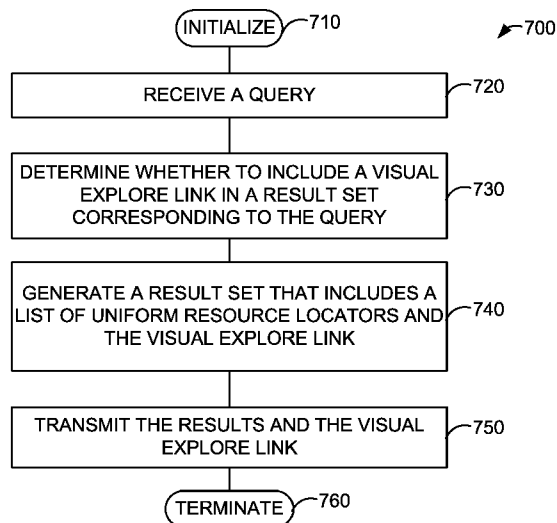 INITIALIZE 710
700
RECEIVE A QUERY 720
DETERMINE WHETHER TO INCLUDE A VISUAL
EXPLORE LINK IN A RESULT SET 730
CORRESPONDING TO THE QUERY
GENERATE A RESULT SET THAT INCLUDES A
LIST OF UNIFORM RESOURCE LOCATORS AND 740
THE VISUAL EXPLORE LINK
TRANSMIT THE RESULTS AND THE VISUAL
EXPLORE LINK 750
TERMINATE 760